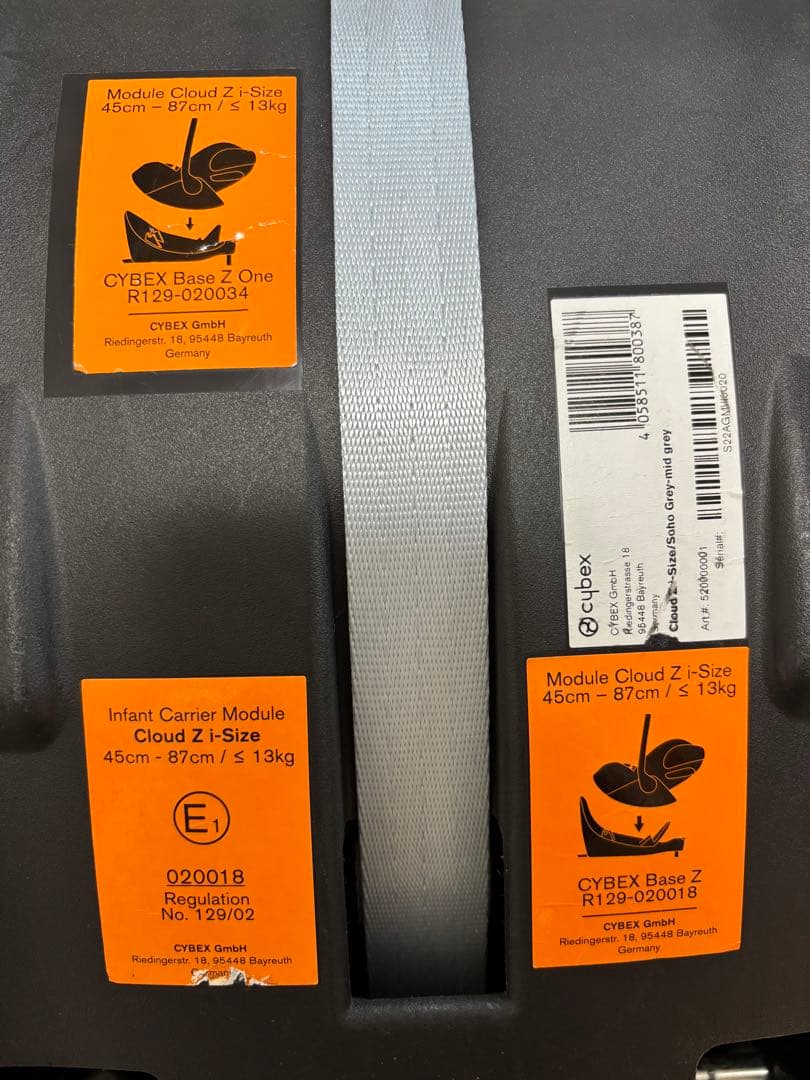 Module Cloud Z i-Size
45cm – 87cm / ≤ 13kg
CYBEX Base Z One
R129-020034
CYBEX GmbH
Riedingerstr. 18, 95448 Bayreuth
Germany
4 058511 800387
cybex
CYBEX GmbH
Riedingerstrasse 18
95448 Bayreuth
Cloud Z i-Size/Soho Grey-mid grey
Art.#: 520000001
Serial#:
Infant Carrier Module
Cloud Z i-Size
45cm - 87cm / ≤ 13kg
E1
020018
Regulation
No. 129/02
CYBEX GmbH
Riedingerstr. 18, 95448 Bayreuth
Module Cloud Z i-Size
45cm – 87cm / ≤ 13kg
CYBEX Base Z
R129-020018
CYBEX GmbH
Riedingerstr. 18, 95448 Bayreuth
Germany